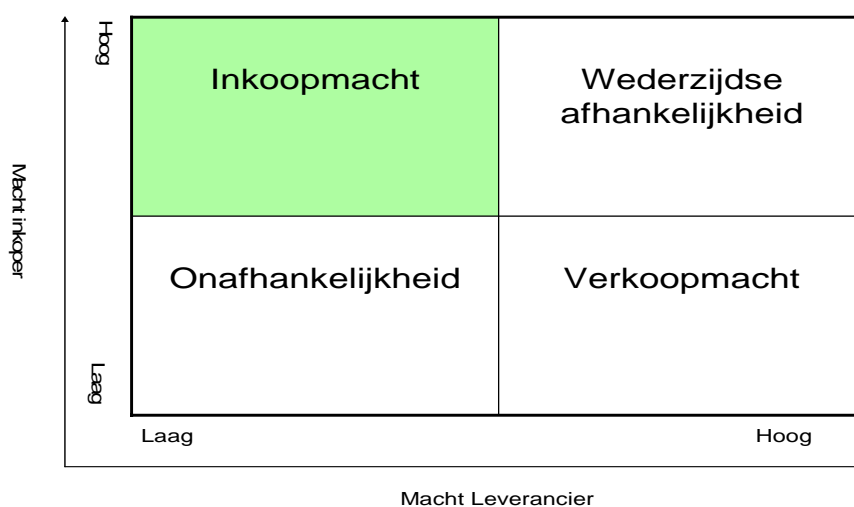 Hoog
Inkoopmacht
Wederzijdse
afhankelijkheid
Macht inkoper
Onafhankelijkheid
Verkoopmacht
Laag
Laag
Hoog
Macht Leverancier